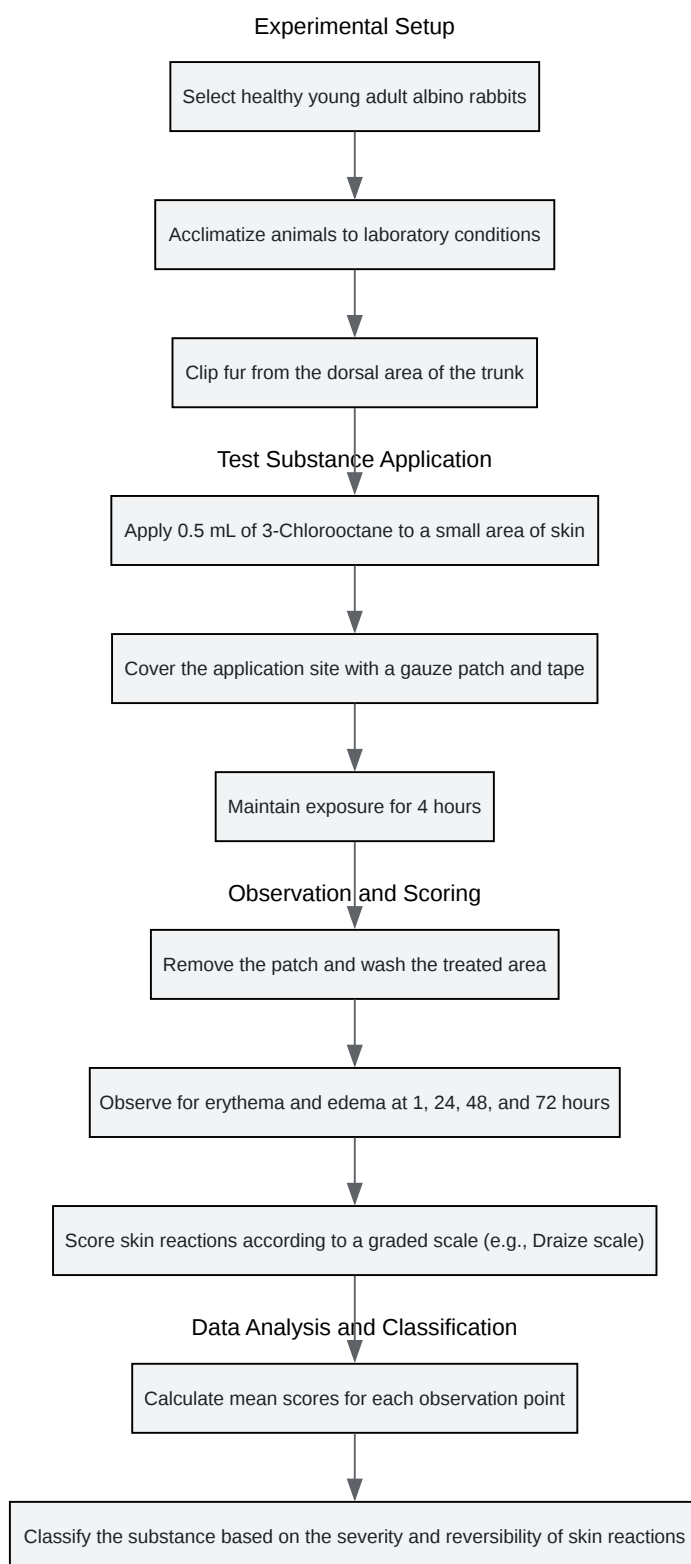 Experimental Setup
Select healthy young adult albino rabbits
Acclimatize animals to laboratory conditions
Clip fur from the dorsal area of the trunk
Test Substance Application
Apply 0.5 mL of 3-Chlorooctane to a small area of skin
Cover the application site with a gauze patch and tape
Maintain exposure for 4 hours
Observation and Scoring
Remove the patch and wash the treated area
Observe for erythema and edema at 1, 24, 48, and 72 hours
Score skin reactions according to a graded scale (e.g., Draize scale)
Data Analysis and Classification
Calculate mean scores for each observation point
Classify the substance based on the severity and reversibility of skin reactions